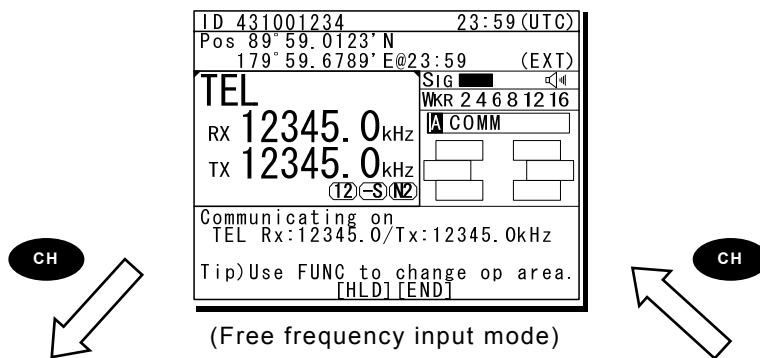 ID 431001234 23:59(UTC)
Pos 89°59.0123'N
179°59.6789'E@23:59 (EXT)
TEL
SIG
WKR 2 4 6 8 12 16
RX 12345.0kHz
A COMM
TX 12345.0kHz
(12) (-S) (N2)
Communicating on
TEL Rx:12345.0/Tx:12345.0kHz
CH
CH
Tip)Use FUNC to change op area.
[HLD][END]
(Free frequency input mode)